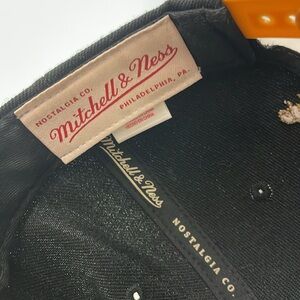 NOSTALGIA CO.
Mitchell & Ness
PHILADELPHIA, PA.
Mitchell & Ness
NOSTALGIA CO.